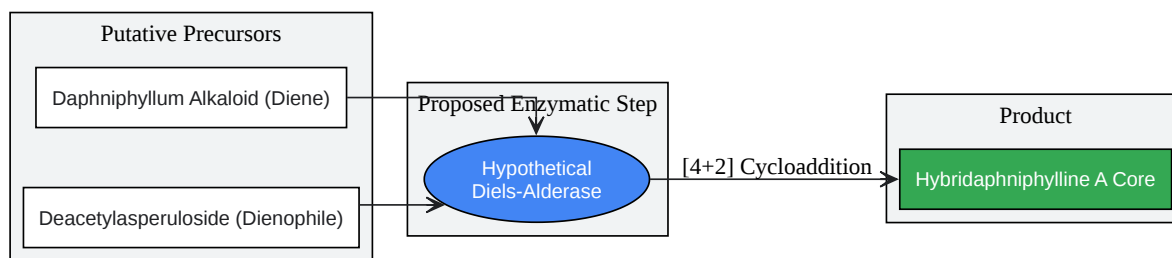 Putative Precursors
Daphniphyllum Alkaloid (Diene)
Deacetylasperuloside (Dienophile)
Proposed Enzymatic Step
Hypothetical
Diels-Alderase
[4+2] Cycloaddition
Product
Hybridaphniphylline A Core